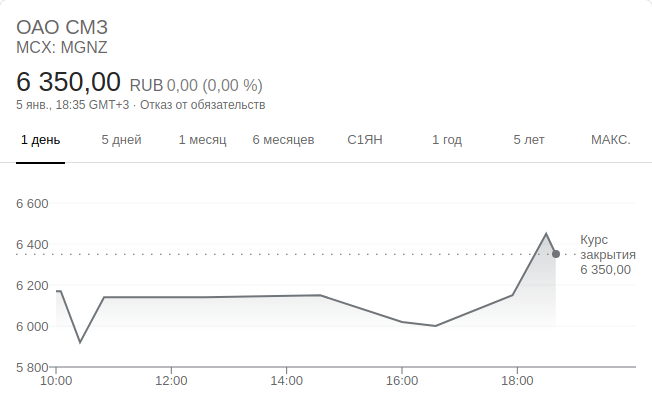 ОАО СМЗ
MCX: MGNZ
6 350,00 RUB 0,00 (0,00 %)
5 янв., 18:35 GMT+3 · Отказ от обязательств
1 день 5 дней 1 месяц 6 месяцев С1ЯН 1 год 5 лет МАКС.
6 600
6 400
Курс
закрытия
6 350,00
6 200
6 000
5 800
10:00 12:00 14:00 16:00 18:00